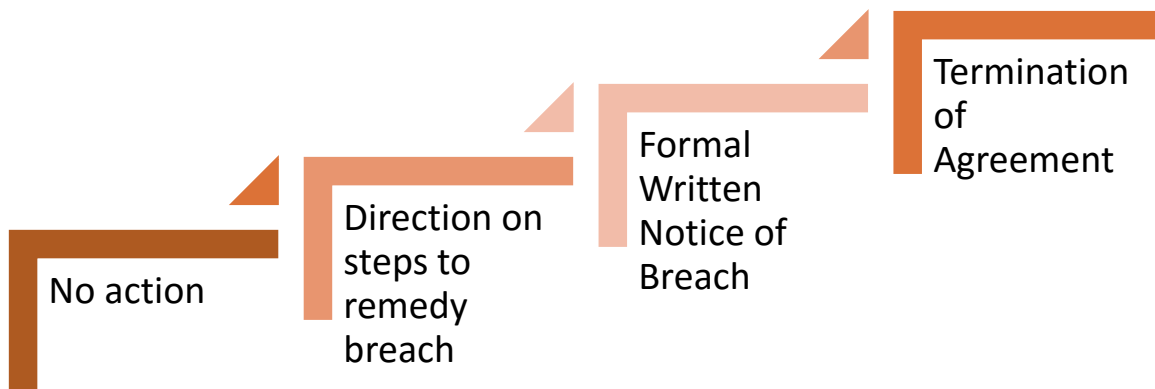 No action
Direction on
steps to
remedy
breach
Formal
Written
Notice of
Breach
Termination
of
Agreement